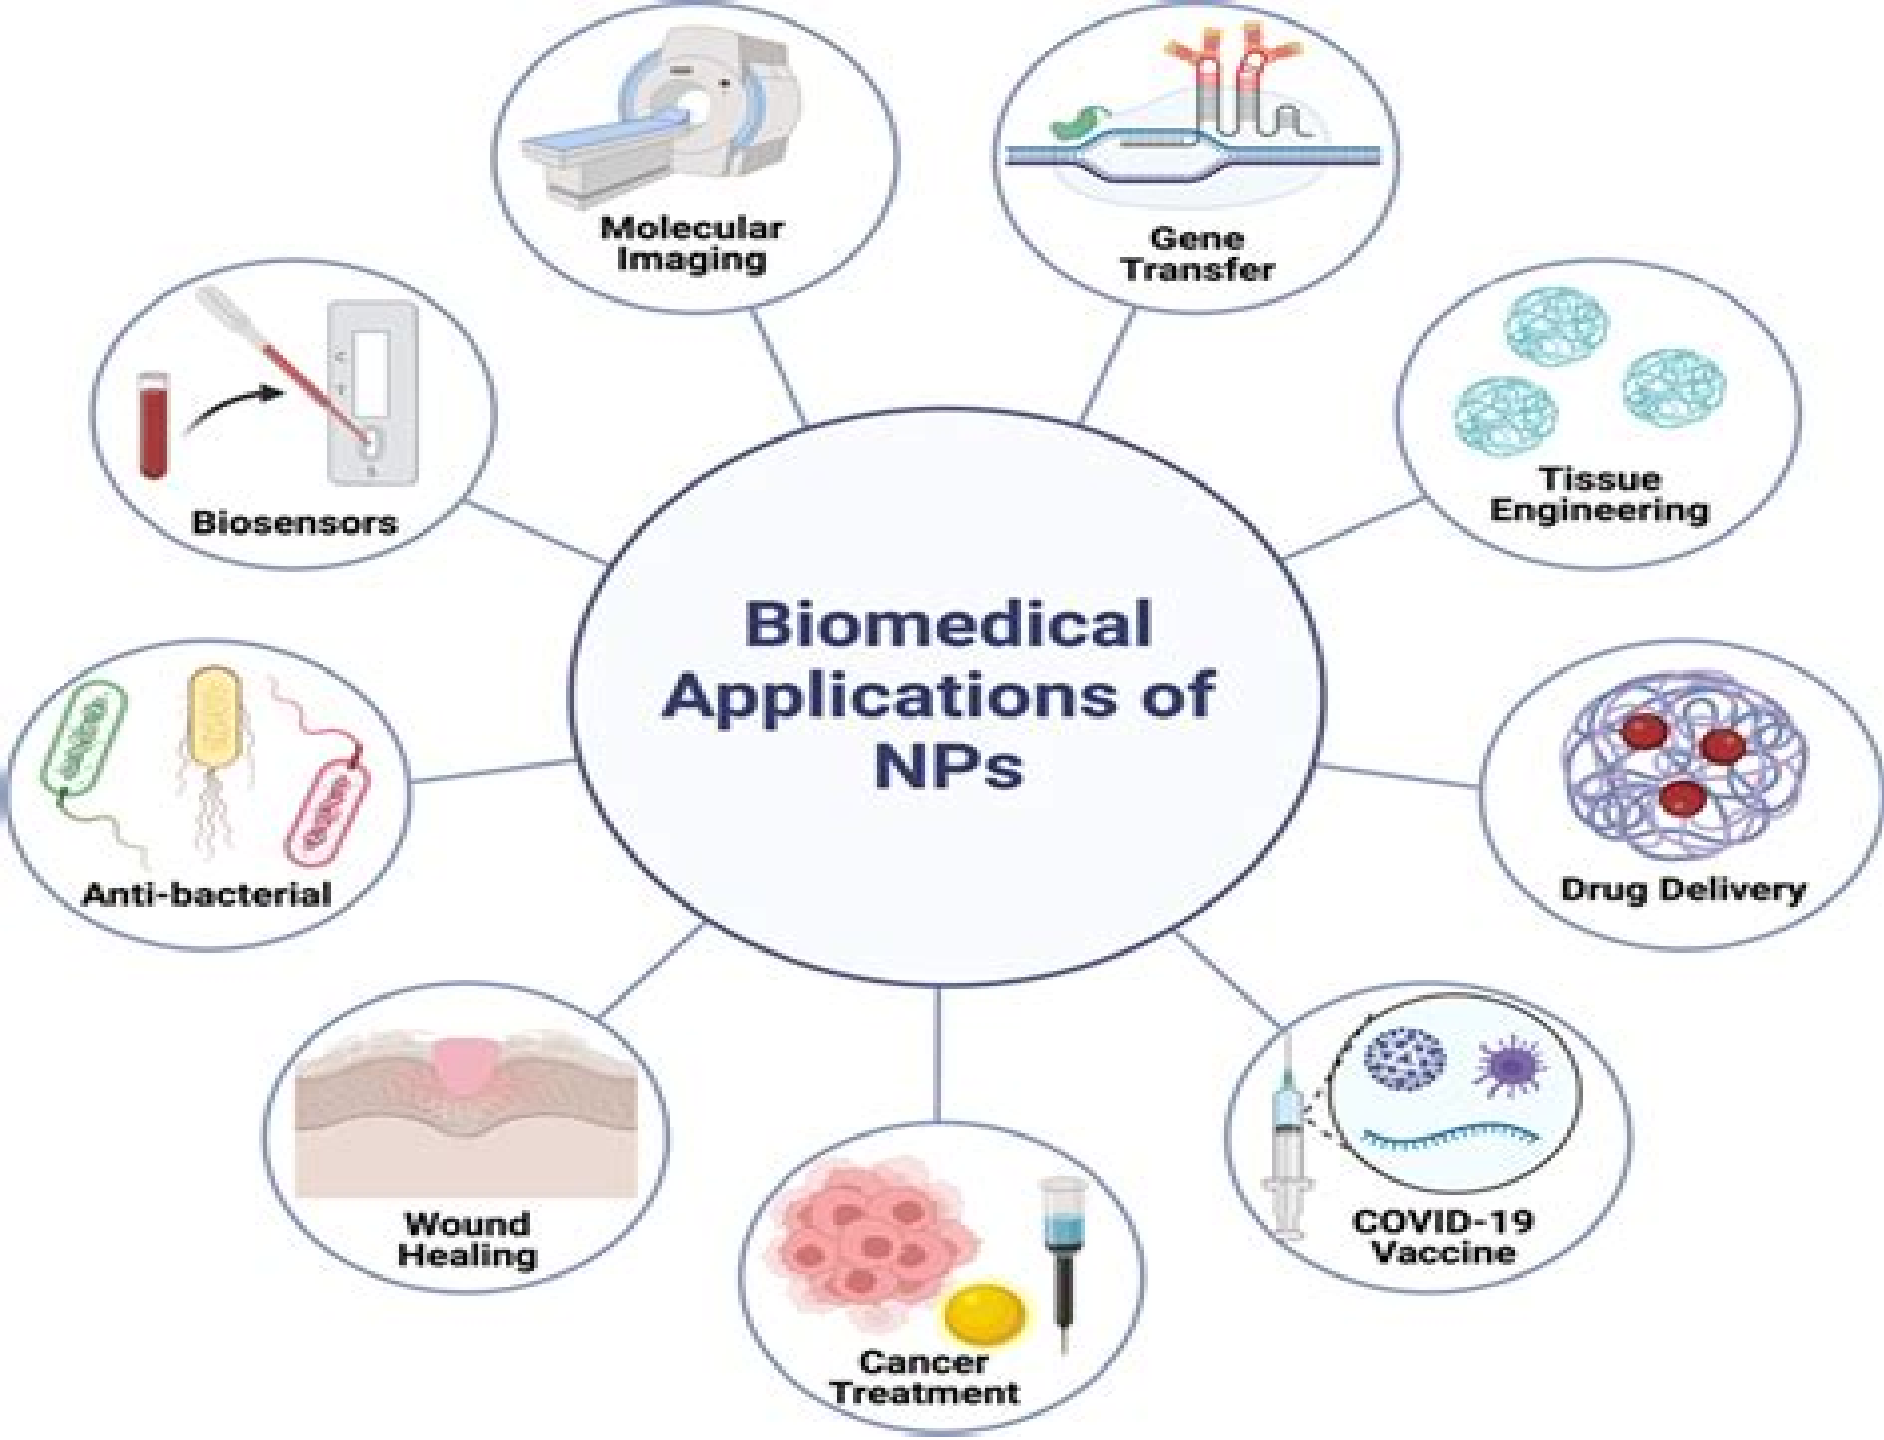 Molecular
Imaging
Gene
Transfer
Tissue
Engineering
Biosensors
Biomedical
Applications of
NPs
Anti-bacterial
Drug Delivery
Wound
Healing
COVID-19
Vaccine
Cancer
Treatment